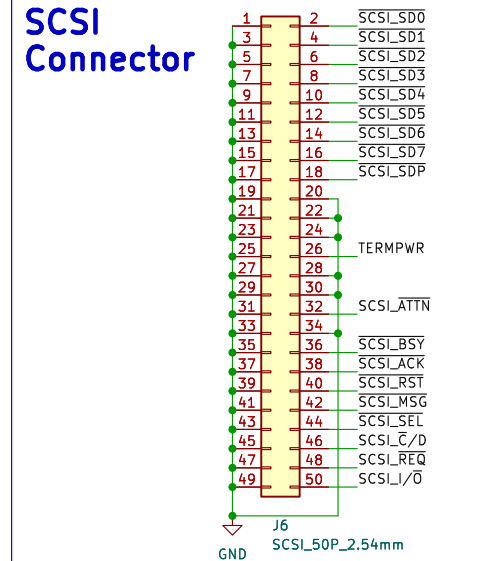 SCSI
Connector
1 2 SCSI_SD0
3 4 SCSI_SD1
5 6 SCSI_SD2
7 8 SCSI_SD3
9 10 SCSI_SD4
11 12 SCSI_SD5
13 14 SCSI_SD6
15 16 SCSI_SD7
17 18 SCSI_SDP
19 20
21 22
23 24
25 26 TERMPWR
27 28
29 30
31 32 SCSI_ATTN
33 34
35 36 SCSI_BSY
37 38 SCSI_ACK
39 40 SCSI_RST
41 42 SCSI_MSG
43 44 SCSI_SEL
45 46 SCSI_C/D
47 48 SCSI_REQ
49 50 SCSI_I/O
J6
SCSI_50P_2.54mm
GND